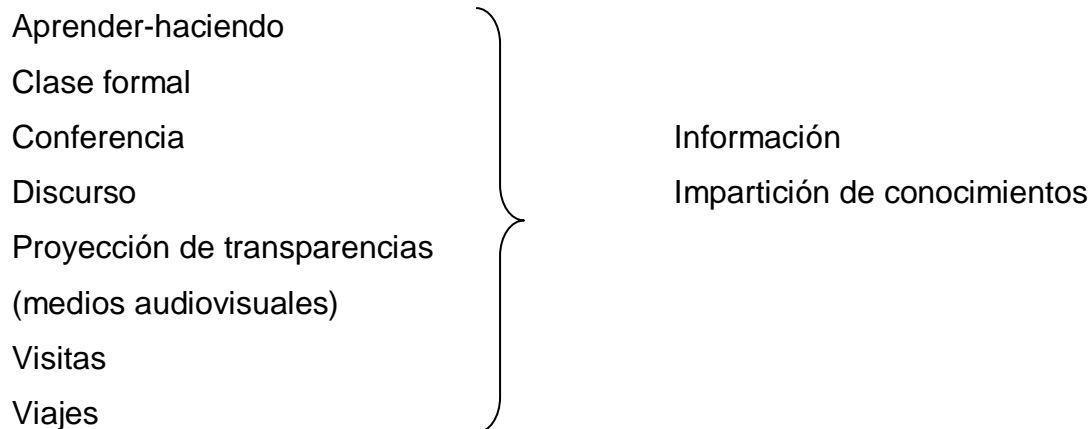 Aprender-haciendo
Clase formal
Conferencia
Discurso
Proyección de transparencias
(medios audiovisuales)
Visitas
Viajes
Información
Impartición de conocimientos